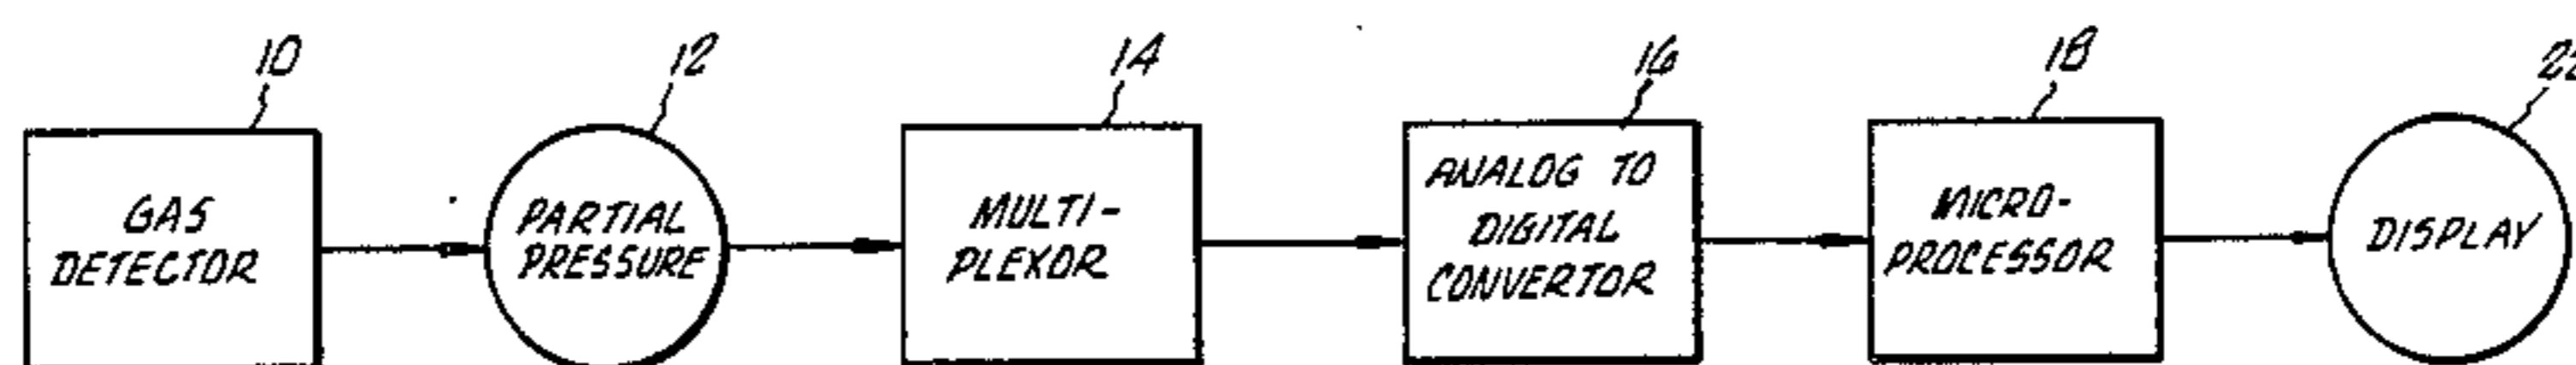 10
12
14
16
18
GAS
DETECTOR
PARTIAL
PRESSURE
MULTI-
PLEXOR
ANALOG TO
DIGITAL
CONVERTOR
MICRO-
PROCESSOR
DISPLAY